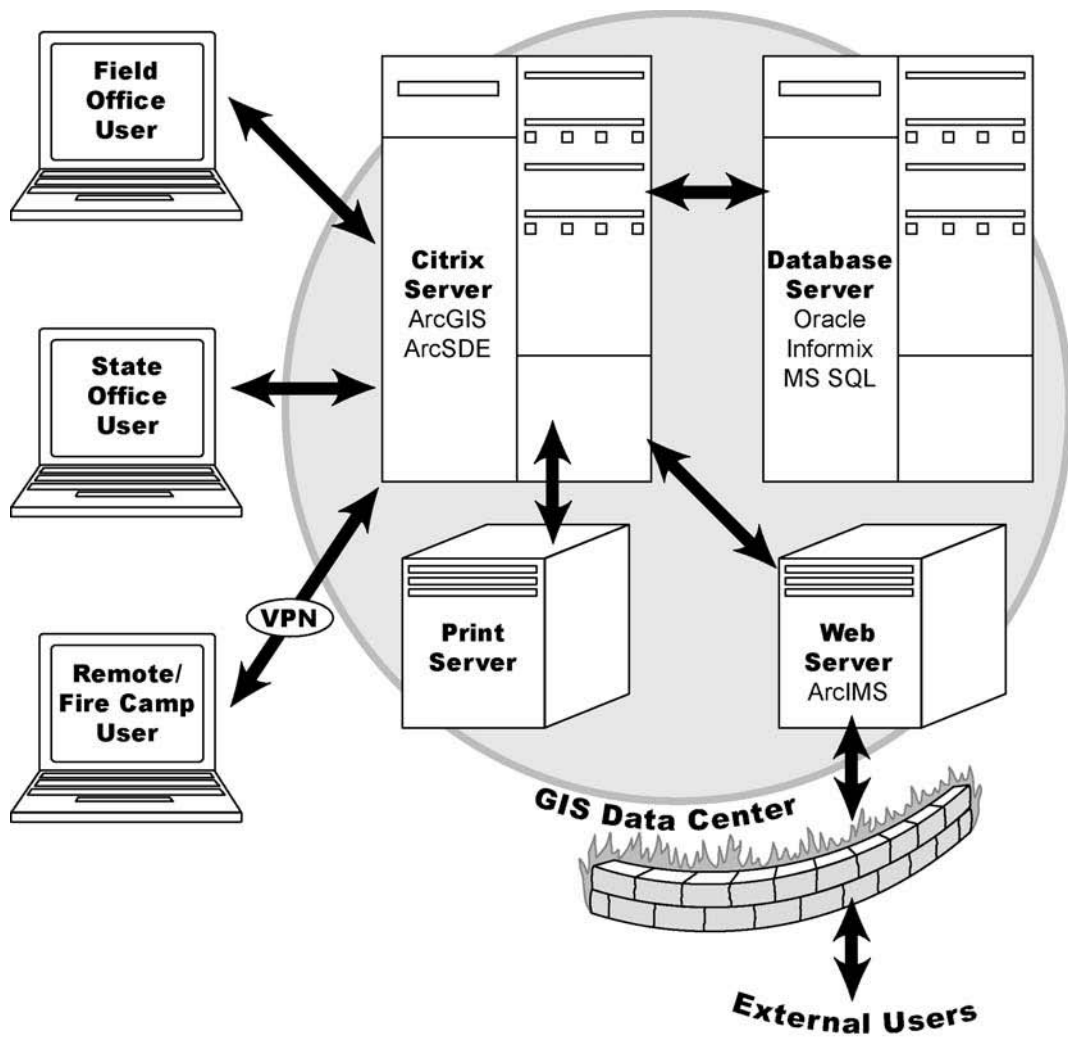 Field
Office
User
State
Office
User
Remote/
Fire Camp
User
VPN
Citrix
Server
ArcGIS
ArcSDE
Database
Server
Oracle
Informix
MS SQL
Print
Server
Web
Server
ArcIMS
GIS Data Center
External Users